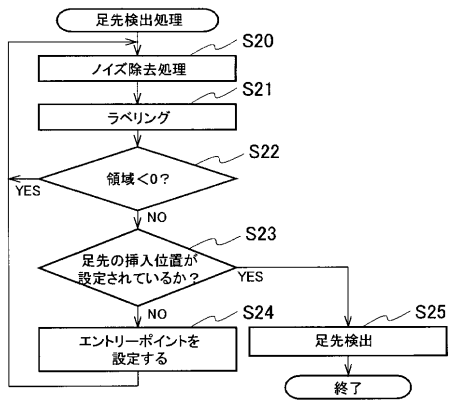 足先検出処理
S20
ノイズ除去処理
S21
ラベリング
S22
領域<0?
YES
NO
S23
足先の挿入位置が
設定されているか?
YES
NO
S24
エントリーポイントを
設定する
S25
足先検出
終了